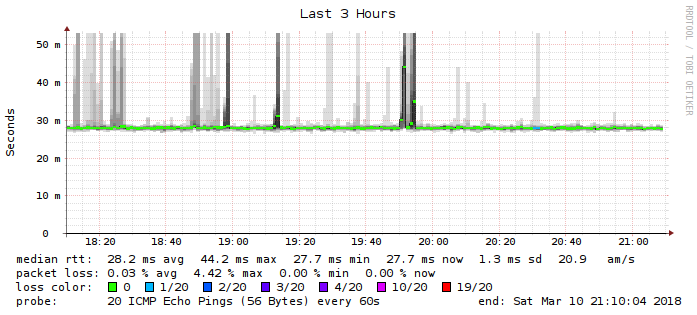 Last 3 Hours
RRDTOOL / TOBI OETIKER
Seconds
50 m
40 m
30 m
20 m
10 m
0
18:20 18:40 19:00 19:20 19:40 20:00 20:20 20:40 21:00
median rtt: 28.2 ms avg 44.2 ms max 27.7 ms min 27.7 ms now 1.3 ms sd 20.9 am/s
packet loss: 0.03 % avg 4.42 % max 0.00 % min 0.00 % now
loss color: 0 1/20 2/20 3/20 4/20 10/20 19/20
probe: 20 ICMP Echo Pings (56 Bytes) every 60s end: Sat Mar 10 21:10:04 2018